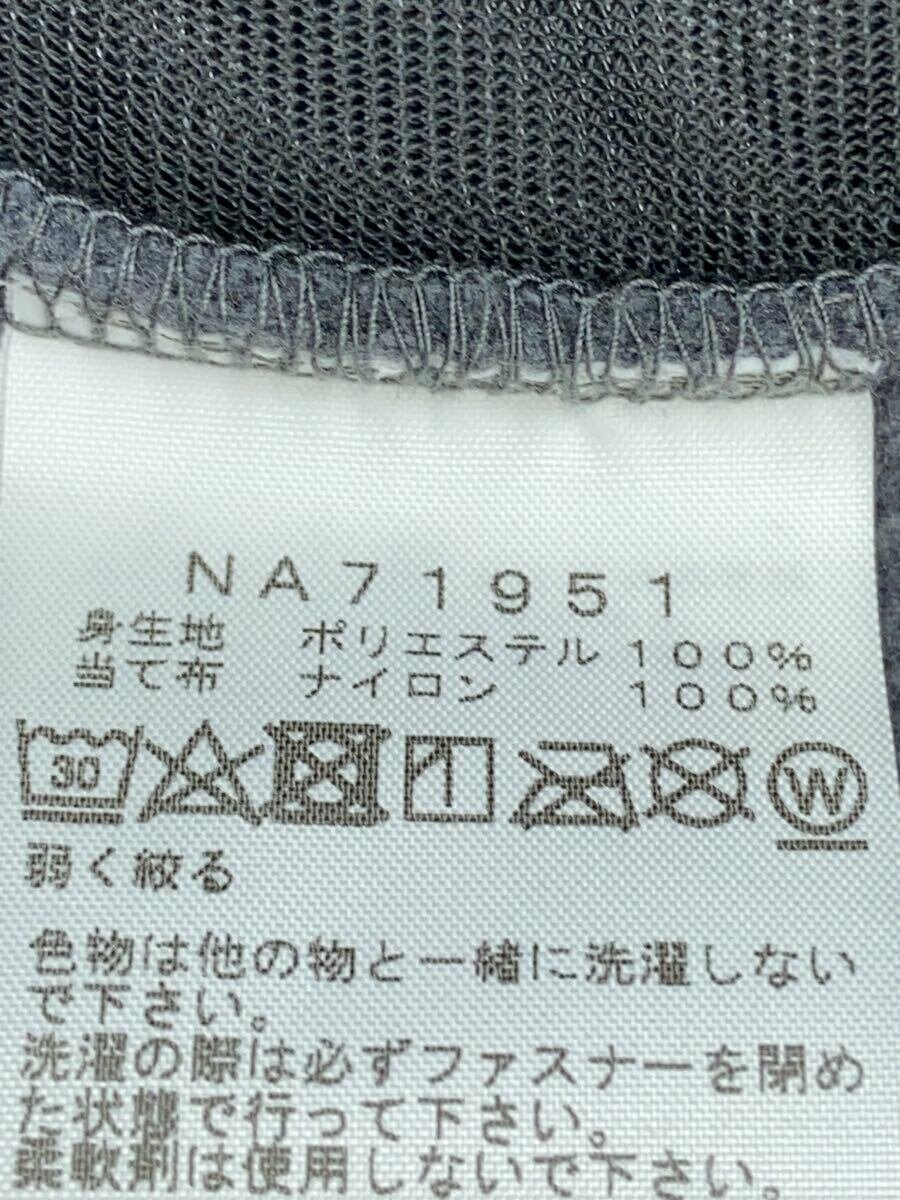 NA71951
身生地 ポリエステル 100%
当て布 ナイロン 100%
30 W
弱く絞る
色物は他の物と一緒に洗濯しない
で下さい。
洗濯の際は必ずファスナーを閉め
た状態で行って下さい。
柔軟剤は使用しないで下さい。